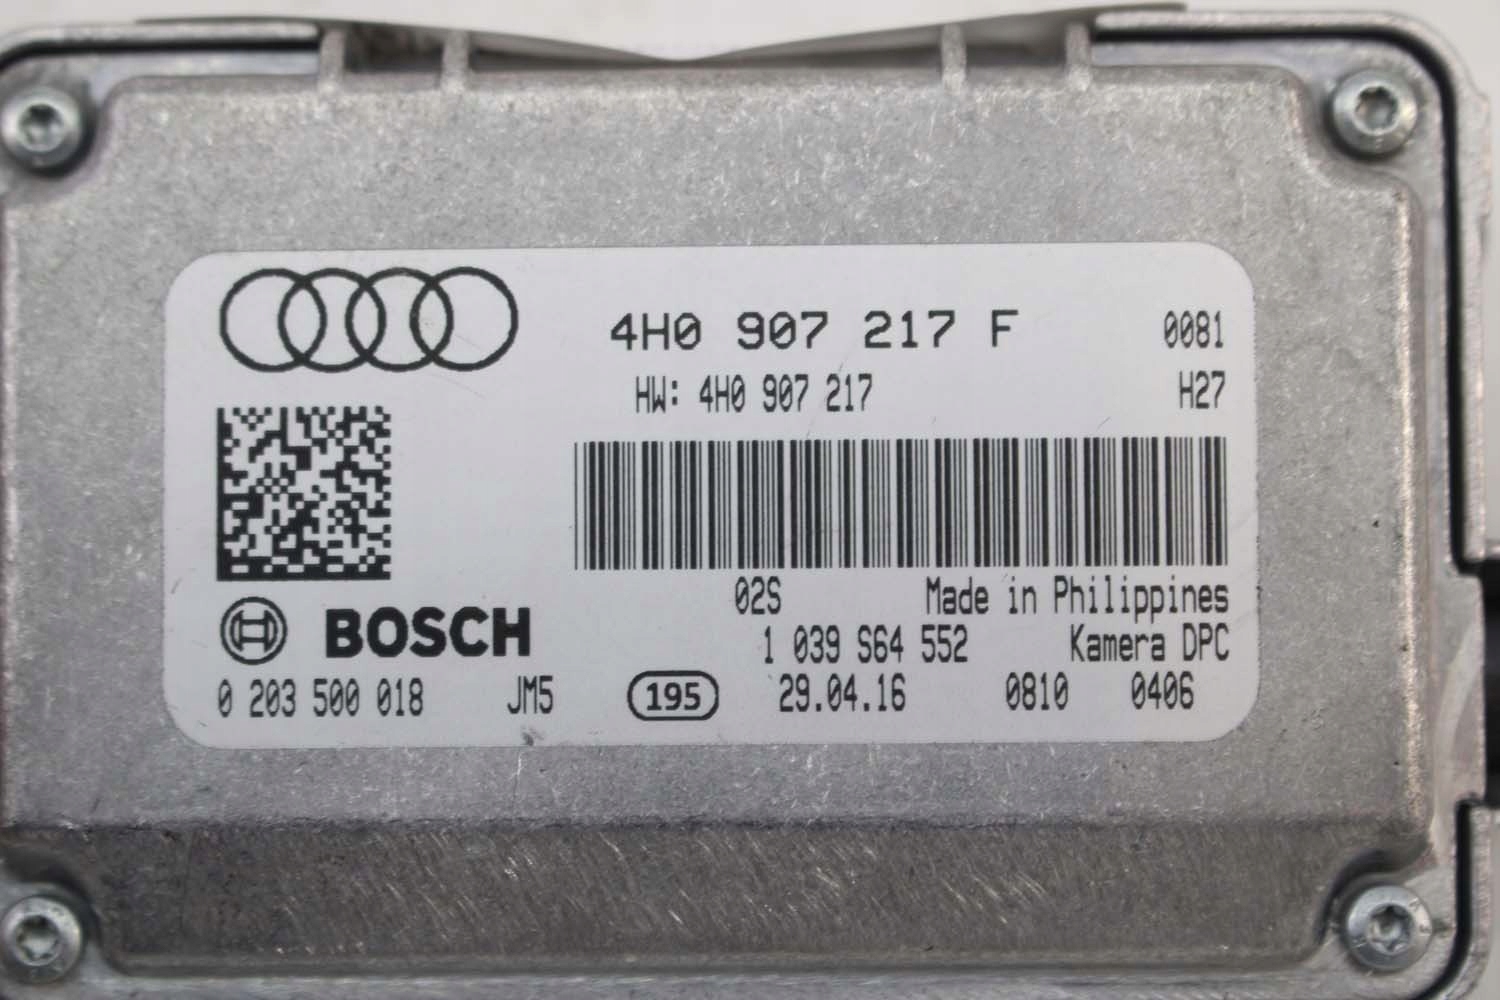 4H0 907 217 F 0081
HW: 4H0 907 217 H27
02S Made in Philippines
BOSCH 1 039 S64 552 Kamera DPC
0 203 500 018 JM5 195 29.04.16 0810 0406